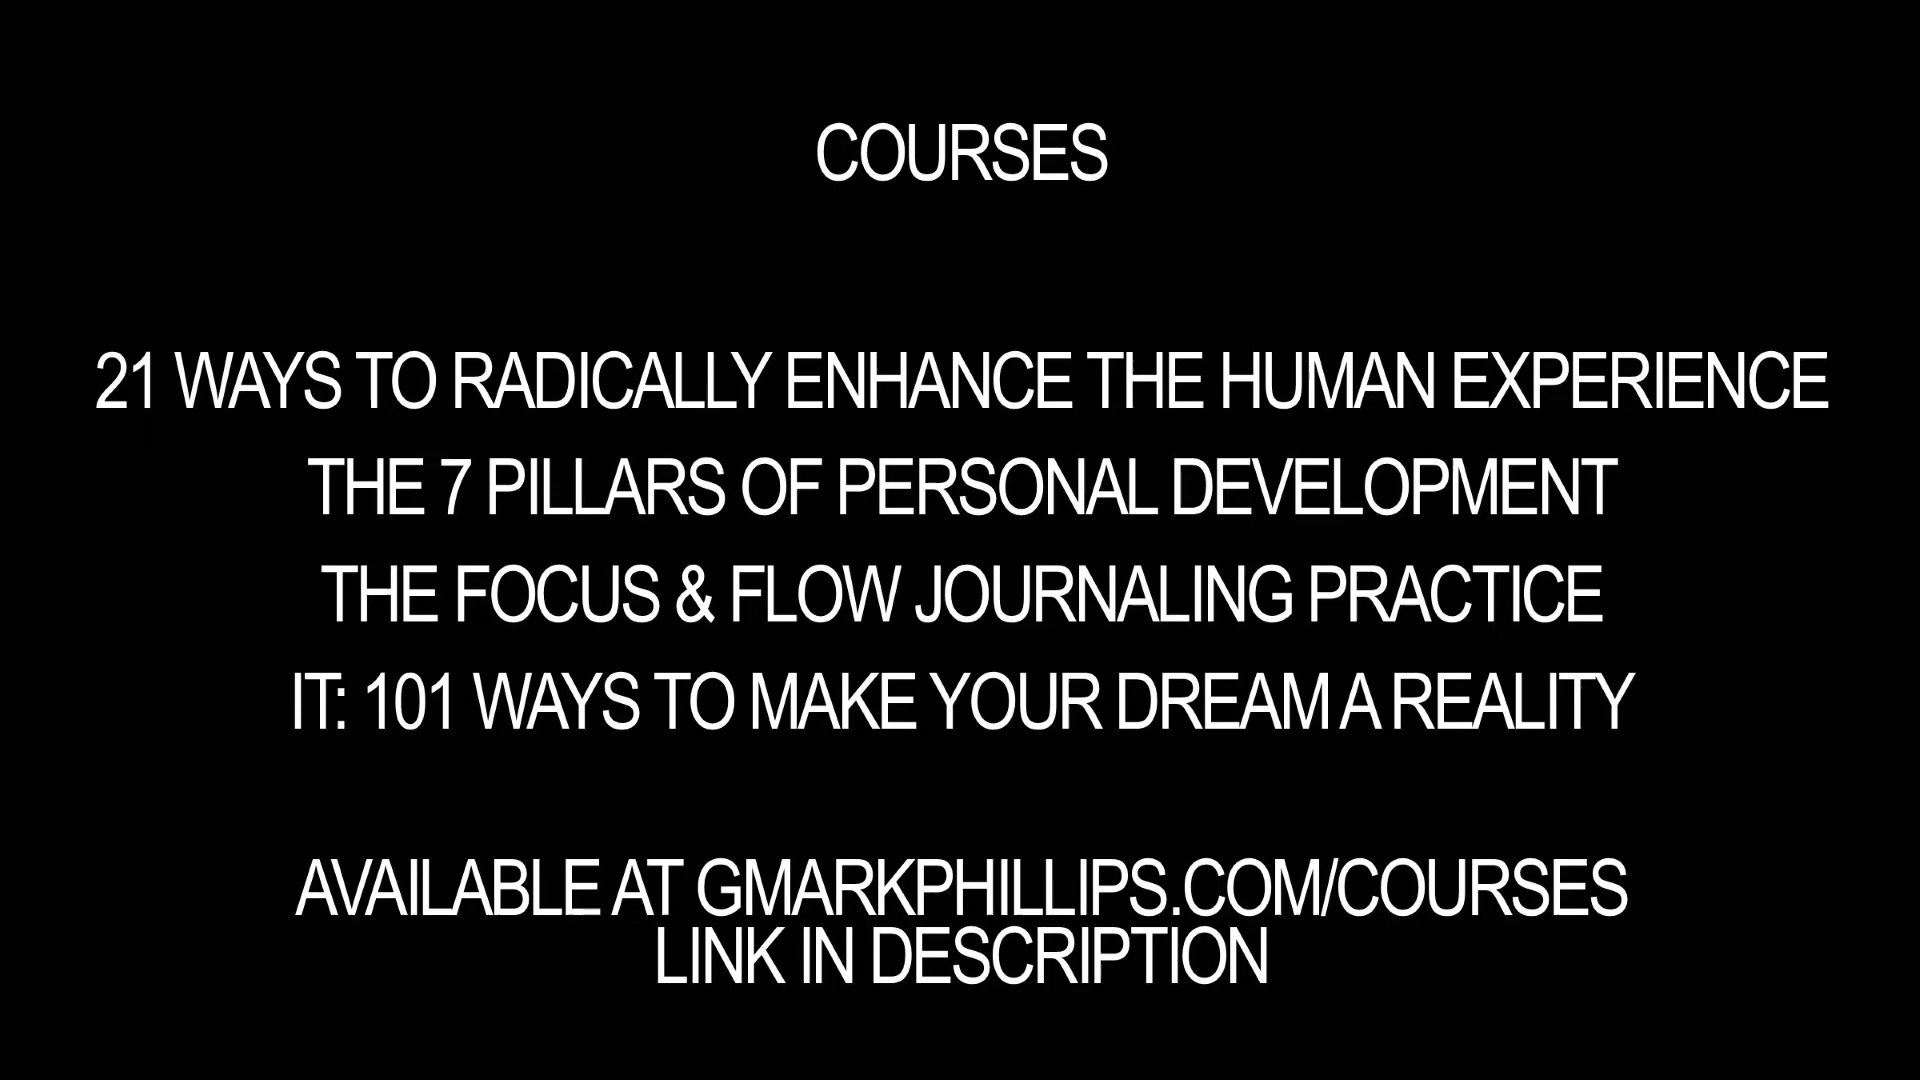 COURSES
21 WAYS TO RADICALLY ENHANCE THE HUMAN EXPERIENCE
THE 7 PILLARS OF PERSONAL DEVELOPMENT
THE FOCUS & FLOW JOURNALING PRACTICE
IT: 101 WAYS TO MAKE YOUR DREAM A REALITY
AVAILABLE AT GMARKPHILLIPS.COM/COURSES
LINK IN DESCRIPTION